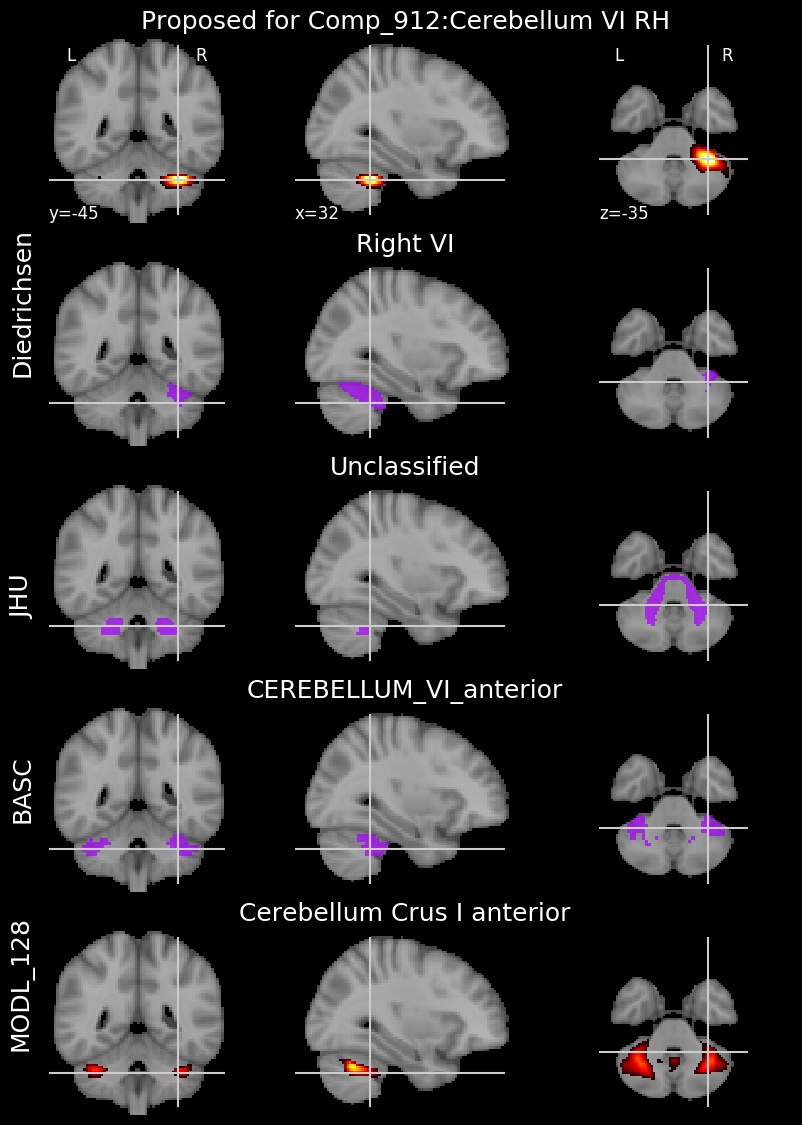 Proposed for Comp_912:Cerebellum VI RH
L R L R
y=-45 x=32 z=-35
Diedrichsen
Right VI
JHU
Unclassified
BASC
CEREBELLUM_VI_anterior
MODL_128
Cerebellum Crus I anterior